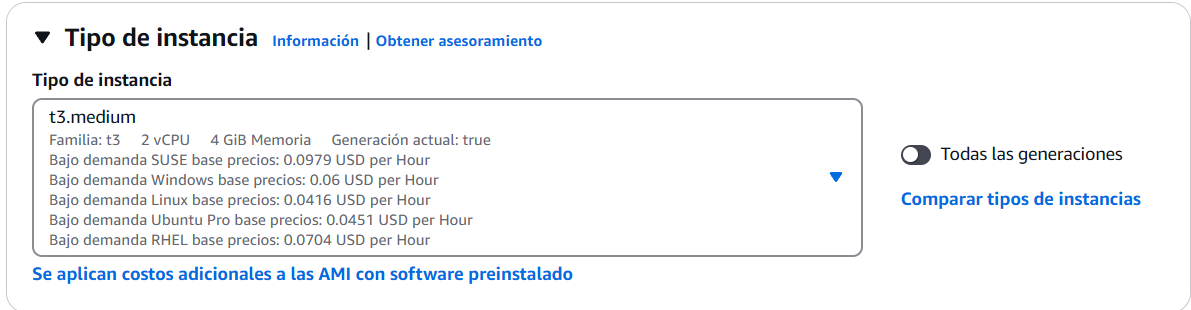 Tipo de instancia Información | Obtener asesoramiento
Tipo de instancia
t3.medium
Familia: t3 2 vCPU 4 GiB Memoria Generación actual: true
Bajo demanda SUSE base precios: 0.0979 USD per Hour
Bajo demanda Windows base precios: 0.06 USD per Hour
Bajo demanda Linux base precios: 0.0416 USD per Hour
Bajo demanda Ubuntu Pro base precios: 0.0451 USD per Hour
Bajo demanda RHEL base precios: 0.0704 USD per Hour
Todas las generaciones
Comparar tipos de instancias
Se aplican costos adicionales a las AMI con software preinstalado